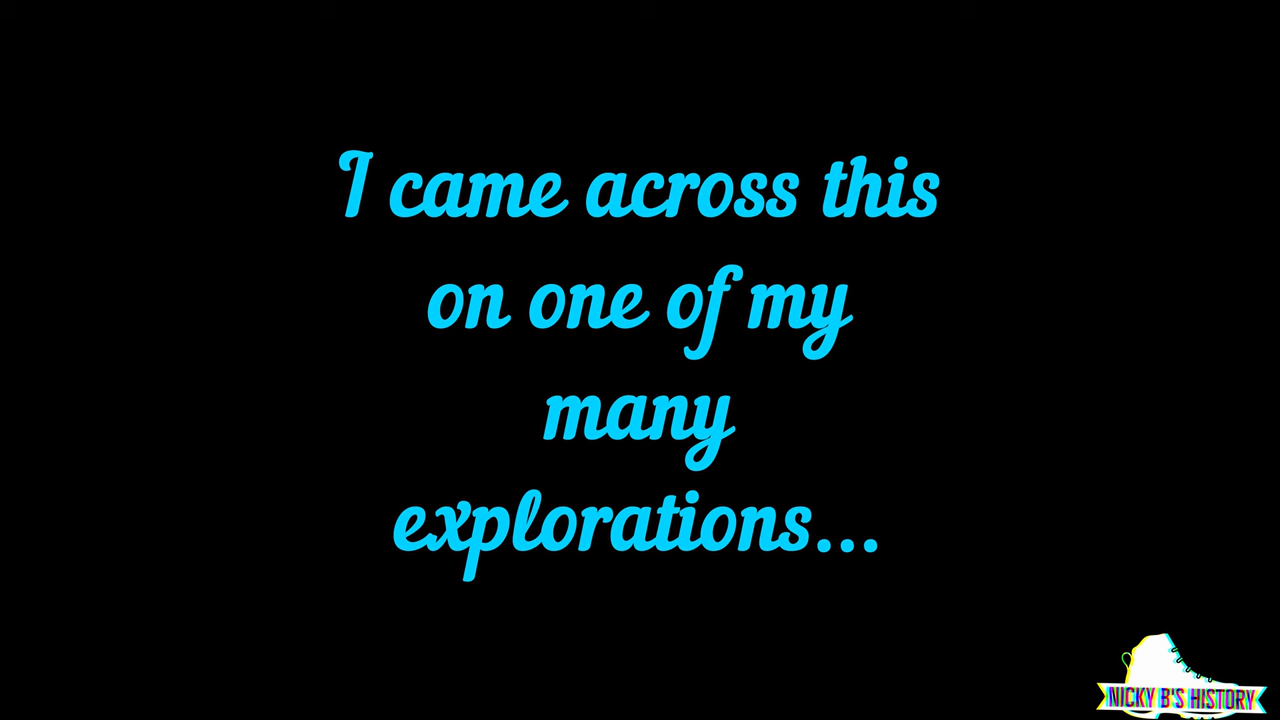 I came across this
on one of my
many
explorations...
NICKY B'S HISTORY